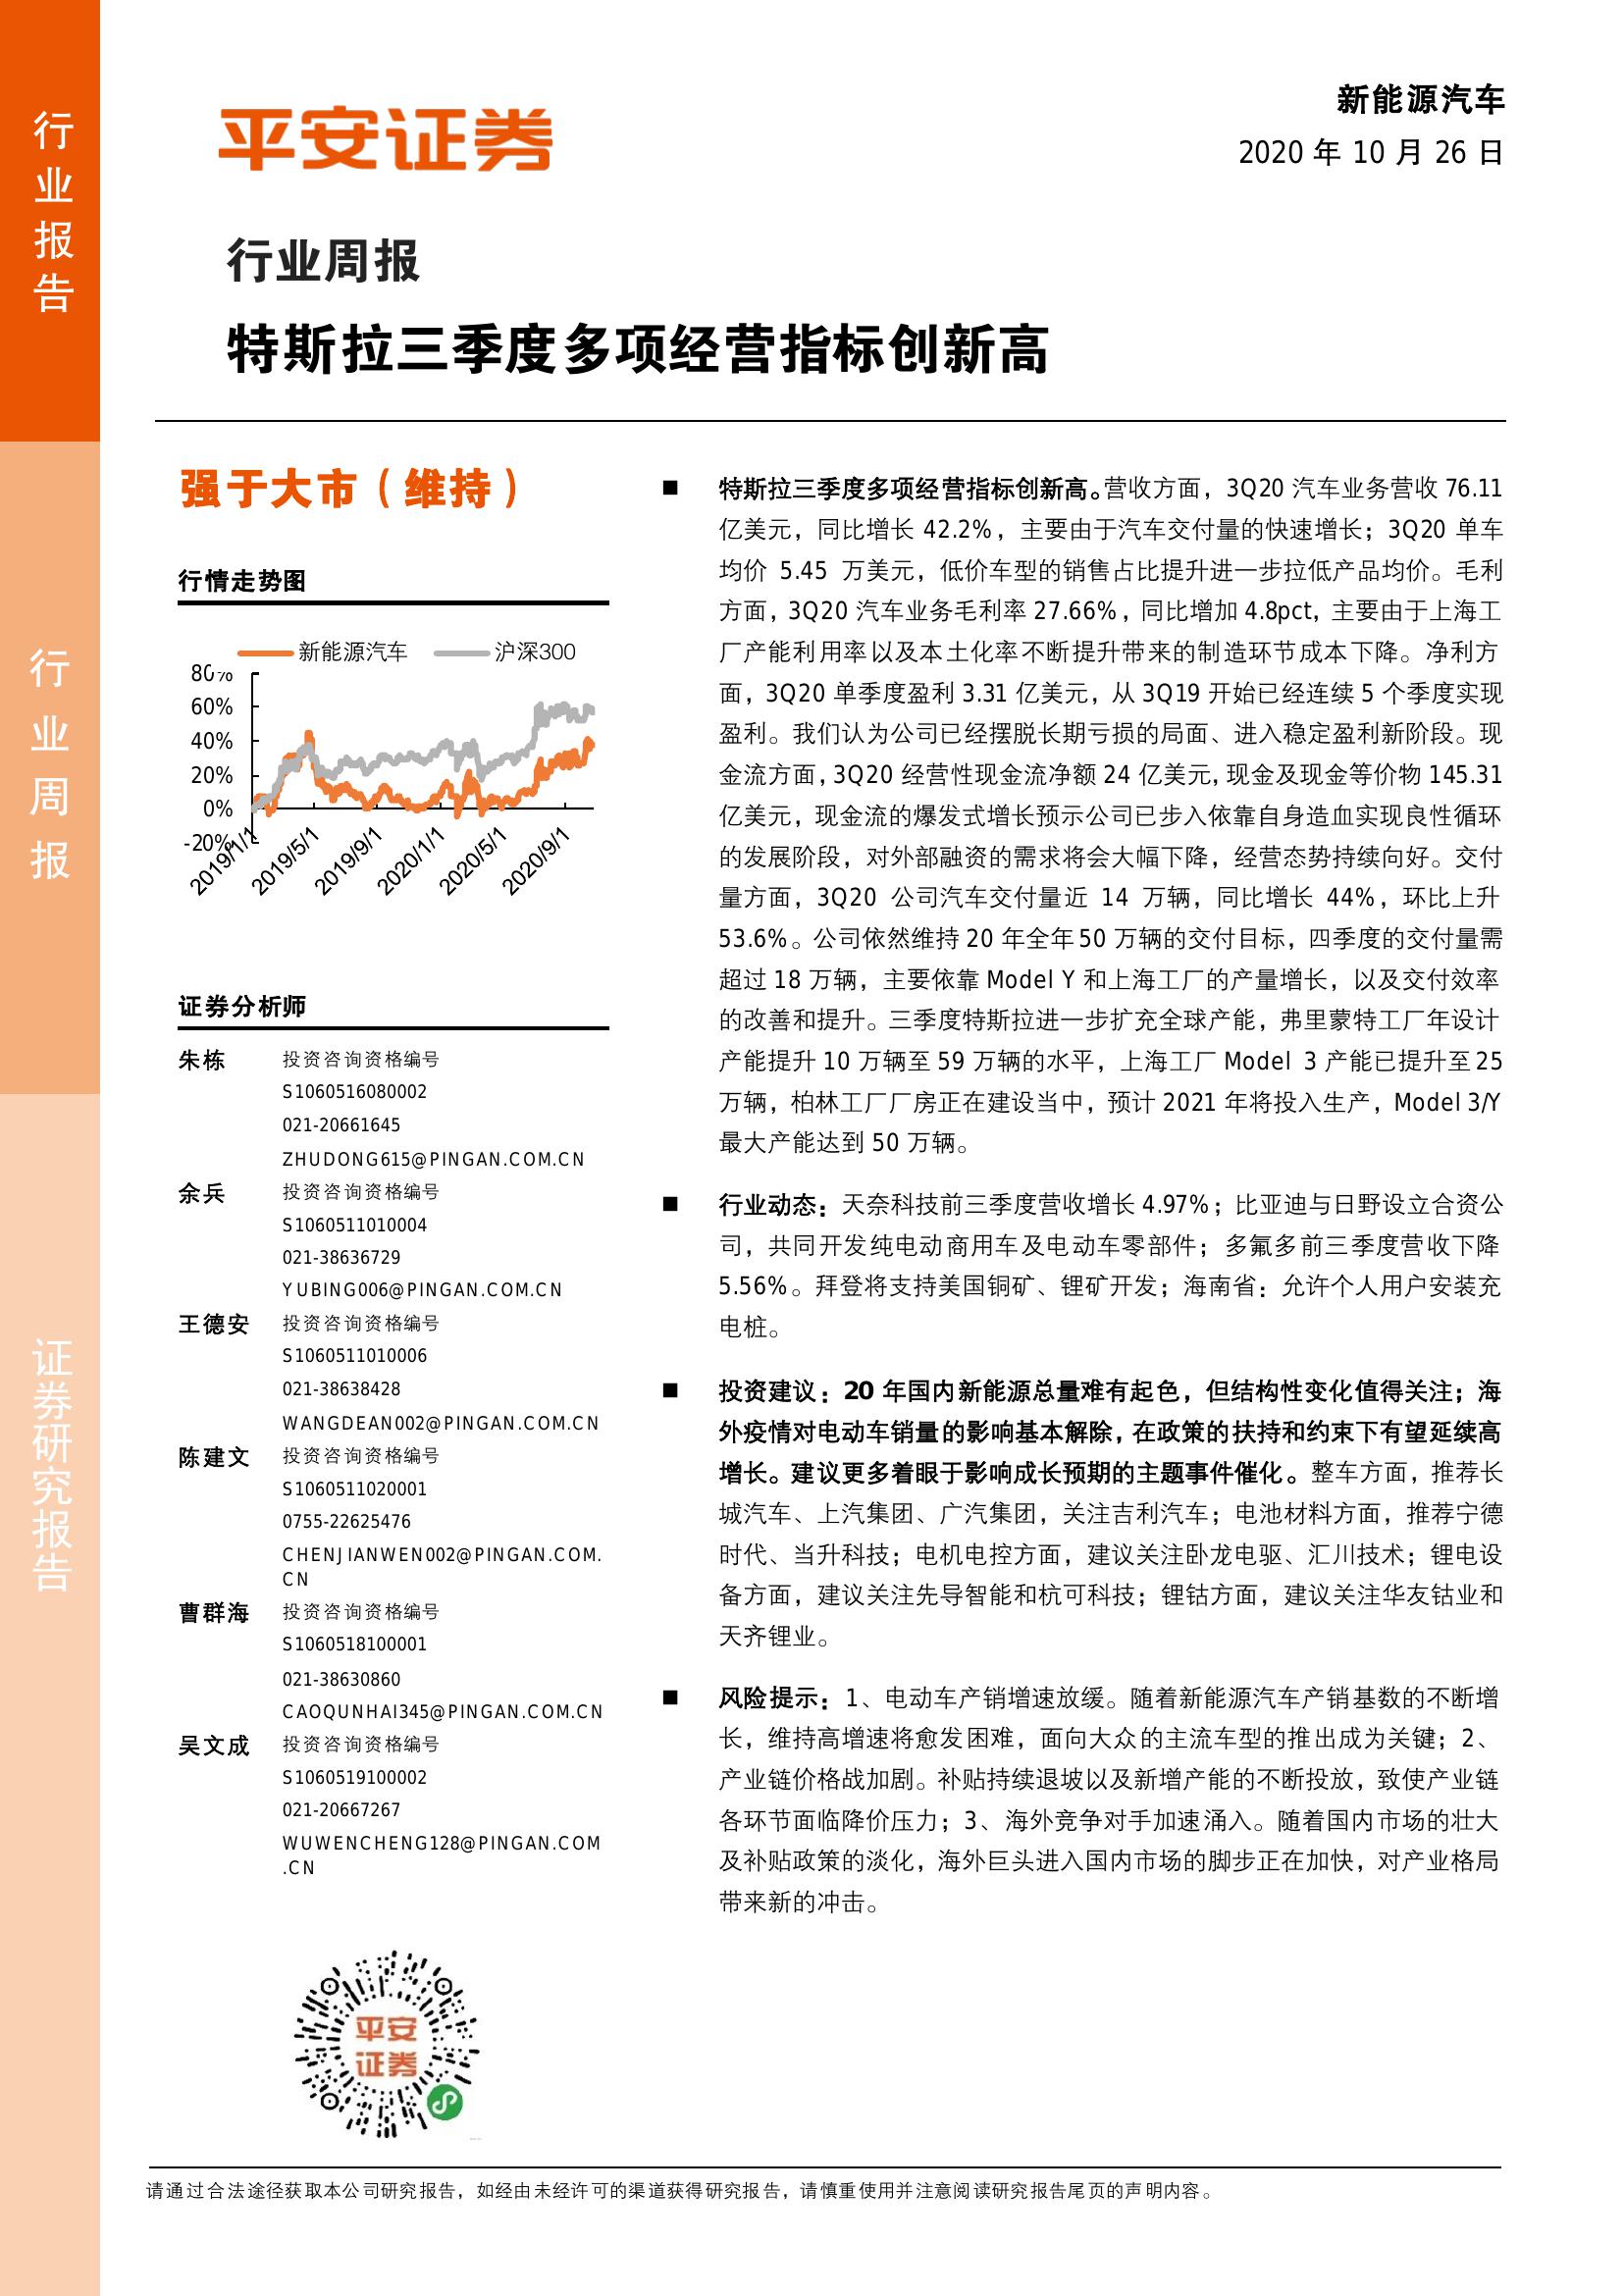 行业报告
行业周报
证券研究报告
平安证券
新能源汽车
2020 年 10 月 26 日
行业周报
特斯拉三季度多项经营指标创新高
强于大市（维持）
行情走势图
新能源汽车 沪深300
80%
60%
40%
20%
0%
-20%
2019/1/1 2019/5/1 2019/9/1 2020/1/1 2020/5/1 2020/9/1
证券分析师
朱栋 投资咨询资格编号
S1060516080002
021-20661645
ZHUDONG615@PINGAN.COM.CN
余兵 投资咨询资格编号
S1060511010004
021-38636729
YUBING006@PINGAN.COM.CN
王德安 投资咨询资格编号
S1060511010006
021-38638428
WANGDEAN002@PINGAN.COM.CN
陈建文 投资咨询资格编号
S1060511020001
0755-22625476
CHENJIANWEN002@PINGAN.COM.
CN
曹群海 投资咨询资格编号
S1060518100001
021-38630860
CAOQUNHAI345@PINGAN.COM.CN
吴文成 投资咨询资格编号
S1060519100002
021-20667267
WUWENCHENG128@PINGAN.COM
.CN
平安
证券
■ 特斯拉三季度多项经营指标创新高。营收方面，3Q20 汽车业务营收 76.11
亿美元，同比增长 42.2%，主要由于汽车交付量的快速增长；3Q20 单车
均价 5.45 万美元，低价车型的销售占比提升进一步拉低产品均价。毛利
方面，3Q20 汽车业务毛利率 27.66%，同比增加 4.8pct，主要由于上海工
厂产能利用率以及本土化率不断提升带来的制造环节成本下降。净利方
面，3Q20 单季度盈利 3.31 亿美元，从 3Q19 开始已经连续 5 个季度实现
盈利。我们认为公司已经摆脱长期亏损的局面、进入稳定盈利新阶段。现
金流方面，3Q20 经营性现金流净额 24 亿美元，现金及现金等价物 145.31
亿美元，现金流的爆发式增长预示公司已步入依靠自身造血实现良性循环
的发展阶段，对外部融资的需求将会大幅下降，经营态势持续向好。交付
量方面，3Q20 公司汽车交付量近 14 万辆，同比增长 44%，环比上升
53.6%。公司依然维持 20 年全年 50 万辆的交付目标，四季度的交付量需
超过 18 万辆，主要依靠 Model Y 和上海工厂的产量增长，以及交付效率
的改善和提升。三季度特斯拉进一步扩充全球产能，弗里蒙特工厂年设计
产能提升 10 万辆至 59 万辆的水平，上海工厂 Model 3 产能已提升至 25
万辆，柏林工厂厂房正在建设当中，预计 2021 年将投入生产，Model 3/Y
最大产能达到 50 万辆。
■ 行业动态：天奈科技前三季度营收增长 4.97%；比亚迪与日野设立合资公
司，共同开发纯电动商用车及电动车零部件；多氟多前三季度营收下降
5.56%。拜登将支持美国铜矿、锂矿开发；海南省：允许个人用户安装充
电桩。
■ 投资建议：20 年国内新能源总量难有起色，但结构性变化值得关注；海
外疫情对电动车销量的影响基本解除，在政策的扶持和约束下有望延续高
增长。建议更多着眼于影响成长预期的主题事件催化。整车方面，推荐长
城汽车、上汽集团、广汽集团，关注吉利汽车；电池材料方面，推荐宁德
时代、当升科技；电机电控方面，建议关注卧龙电驱、汇川技术；锂电设
备方面，建议关注先导智能和杭可科技；锂钴方面，建议关注华友钴业和
天齐锂业。
■ 风险提示：1、电动车产销增速放缓。随着新能源汽车产销基数的不断增
长，维持高增速将愈发困难，面向大众的主流车型的推出成为关键；2、
产业链价格战加剧。补贴持续退坡以及新增产能的不断投放，致使产业链
各环节面临降价压力；3、海外竞争对手加速涌入。随着国内市场的壮大
及补贴政策的淡化，海外巨头进入国内市场的脚步正在加快，对产业格局
带来新的冲击。
请通过合法途径获取本公司研究报告，如经由未经许可的渠道获得研究报告，请慎重使用并注意阅读研究报告尾页的声明内容。